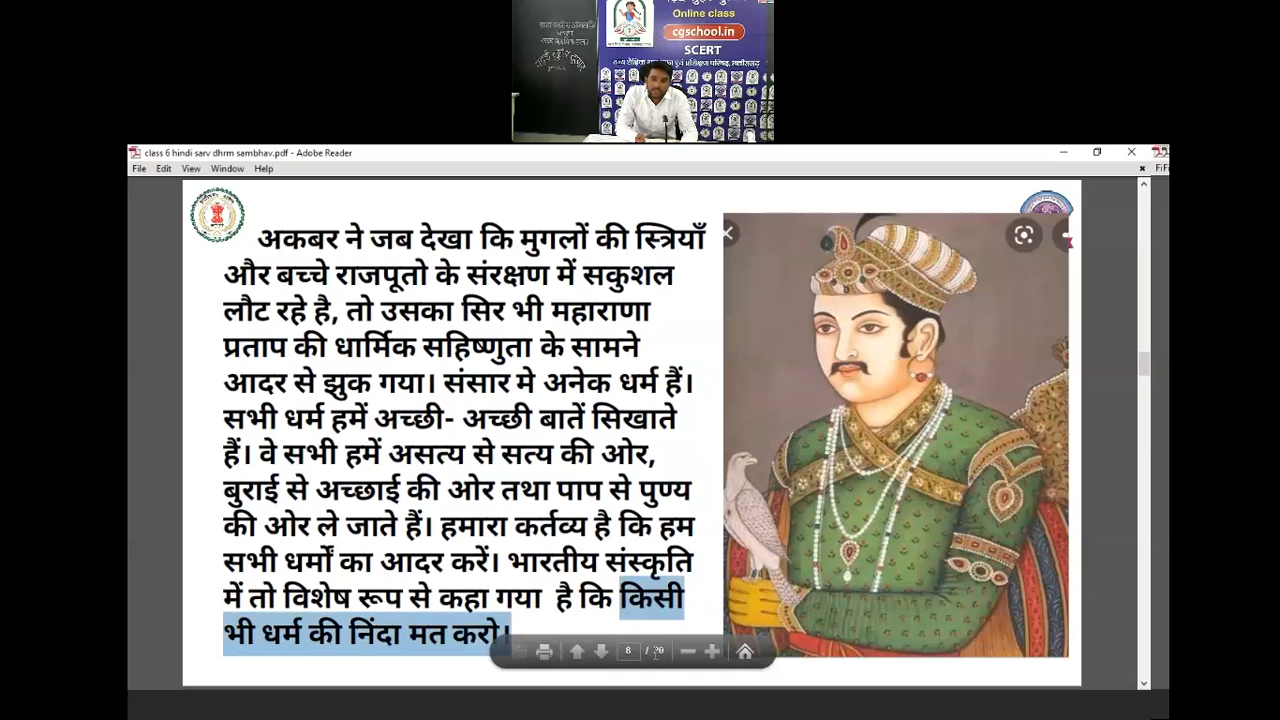 Online class
cgschool.in
SCERT
class 6 hindi sarv dhrm sambhav.pdf - Adobe Reader
File Edit View Window Help
अकबर ने जब देखा कि मुगलों की स्त्रियाँ
और बच्चे राजपूतो के संरक्षण में सकुशल
लौट रहे है, तो उसका सिर भी महाराणा
प्रताप की धार्मिक सहिष्णुता के सामने
आदर से झुक गया। संसार मे अनेक धर्म हैं।
सभी धर्म हमें अच्छी- अच्छी बातें सिखाते
हैं। वे सभी हमें असत्य से सत्य की ओर,
बुराई से अच्छाई की ओर तथा पाप से पुण्य
की ओर ले जाते हैं। हमारा कर्तव्य है कि हम
सभी धर्मों का आदर करें। भारतीय संस्कृति
में तो विशेष रूप से कहा गया है कि किसी
भी धर्म की निंदा मत करो।
8 / 20